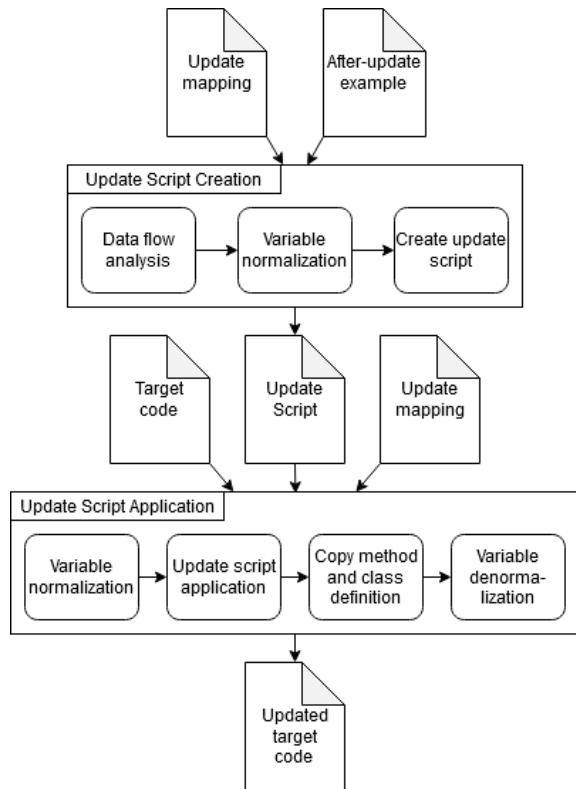 Update
mapping
After-update
example
Update Script Creation
Data flow
analysis
Variable
normalization
Create update
script
Target
code
Update
Script
Update
mapping
Update Script Application
Variable
normalization
Update script
application
Copy method
and class
definition
Variable
denorma-
lization
Updated
target
code